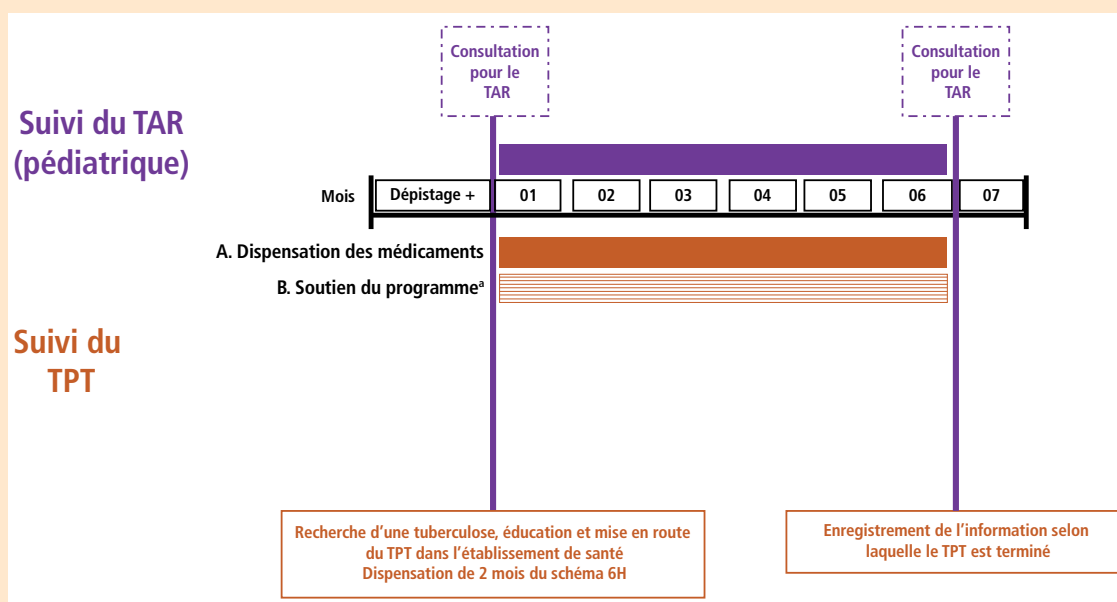 Consultation
pour le
TAR
Consultation
pour le
TAR
Suivi du TAR
(pédiatrique)
Mois
Dépistage +
01
02
03
04
05
06
07
A. Dispensation des médicaments
B. Soutien du programmeᵃ
Suivi du
TPT
Recherche d’une tuberculose, éducation et mise en route
du TPT dans l’établissement de santé
Dispensation de 2 mois du schéma 6H
Enregistrement de l’information selon
laquelle le TPT est terminé